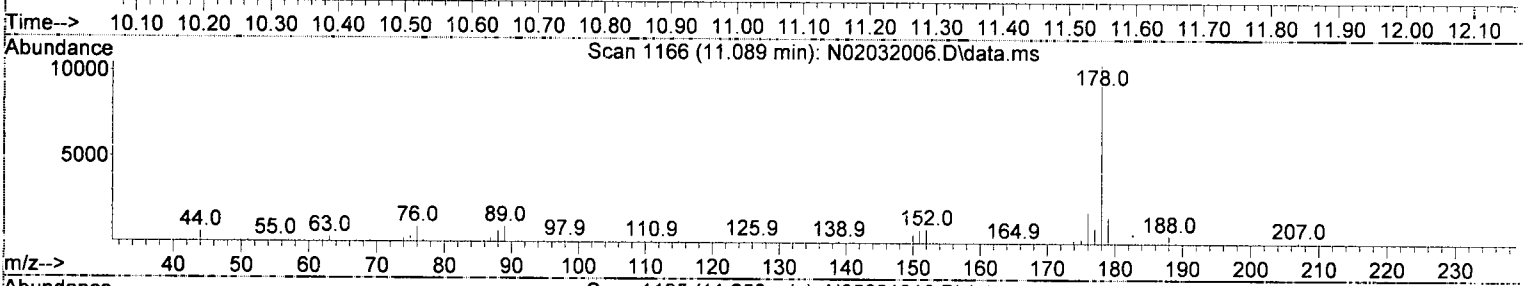 Time--> 10.10 10.20 10.30 10.40 10.50 10.60 10.70 10.80 10.90 11.00 11.10 11.20 11.30 11.40 11.50 11.60 11.70 11.80 11.90 12.00 12.10
Abundance
Scan 1166 (11.089 min): N02032006.D\data.ms
10000
178.0
5000
44.0 55.0 63.0 76.0 89.0 97.9 110.9 125.9 138.9 152.0 164.9 188.0 207.0
m/z--> 40 50 60 70 80 90 100 110 120 130 140 150 160 170 180 190 200 210 220 230
Abundance